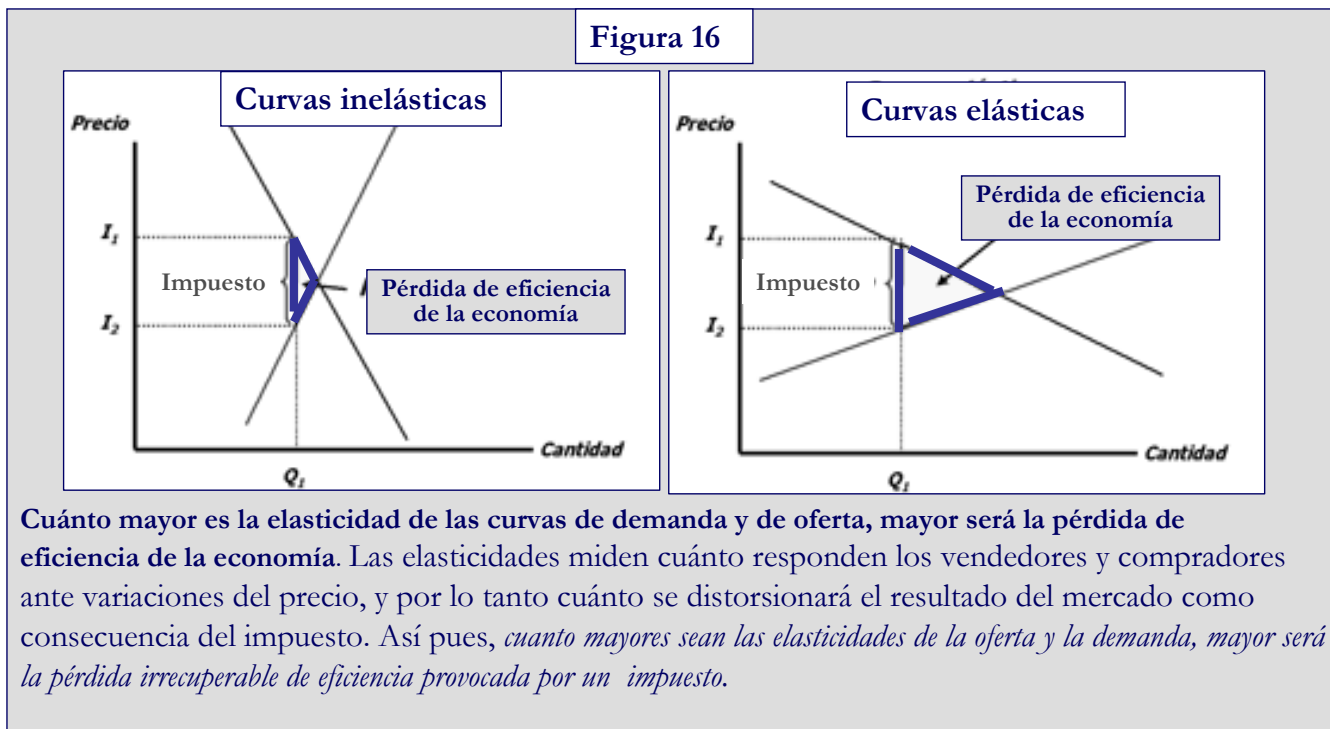 Figura 16
Curvas inelásticas
Precio
I₁
Impuesto
I₂
Pérdida de eficiencia
de la economía
Cantidad
Q₁
Curvas elásticas
Precio
Pérdida de eficiencia
de la economía
I₁
Impuesto
I₂
Cantidad
Q₁
Cuánto mayor es la elasticidad de las curvas de demanda y de oferta, mayor será la pérdida de
eficiencia de la economía. Las elasticidades miden cuánto responden los vendedores y compradores
ante variaciones del precio, y por lo tanto cuánto se distorsionará el resultado del mercado como
consecuencia del impuesto. Así pues, cuanto mayores sean las elasticidades de la oferta y la demanda, mayor será
la pérdida irrecuperable de eficiencia provocada por un impuesto.